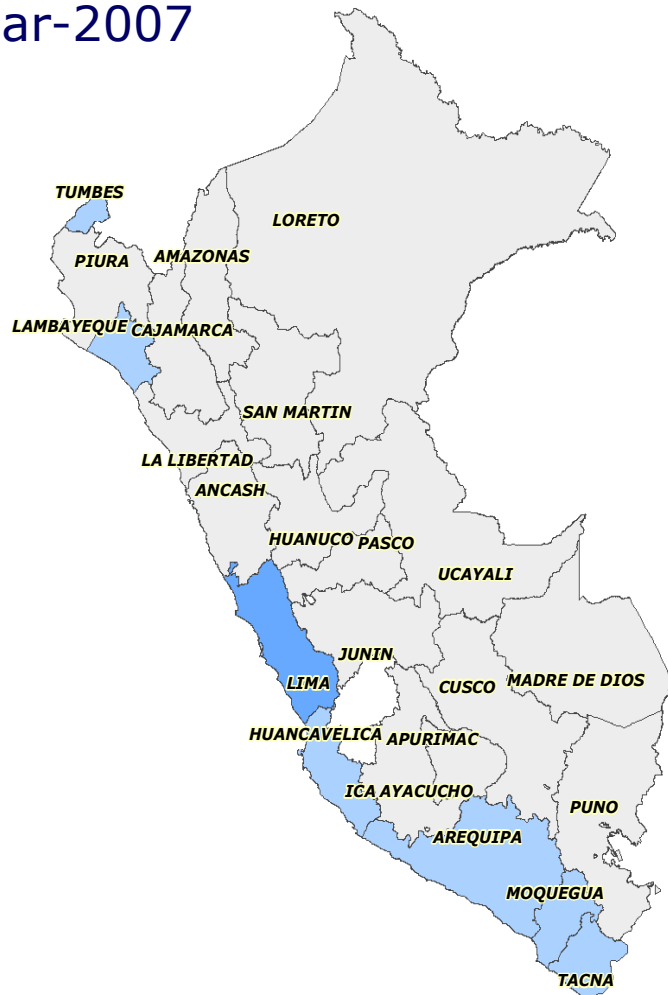 ar-2007
TUMBES
LORETO
PIURA
AMAZONAS
LAMBAYEQUE
CAJAMARCA
SAN MARTIN
LA LIBERTAD
ANCASH
HUANUCO
PASCO
UCAYALI
JUNIN
LIMA
CUSCO
MADRE DE DIOS
HUANCAVELICA
APURIMAC
ICA
AYACUCHO
PUNO
AREQUIPA
MOQUEGUA
TACNA